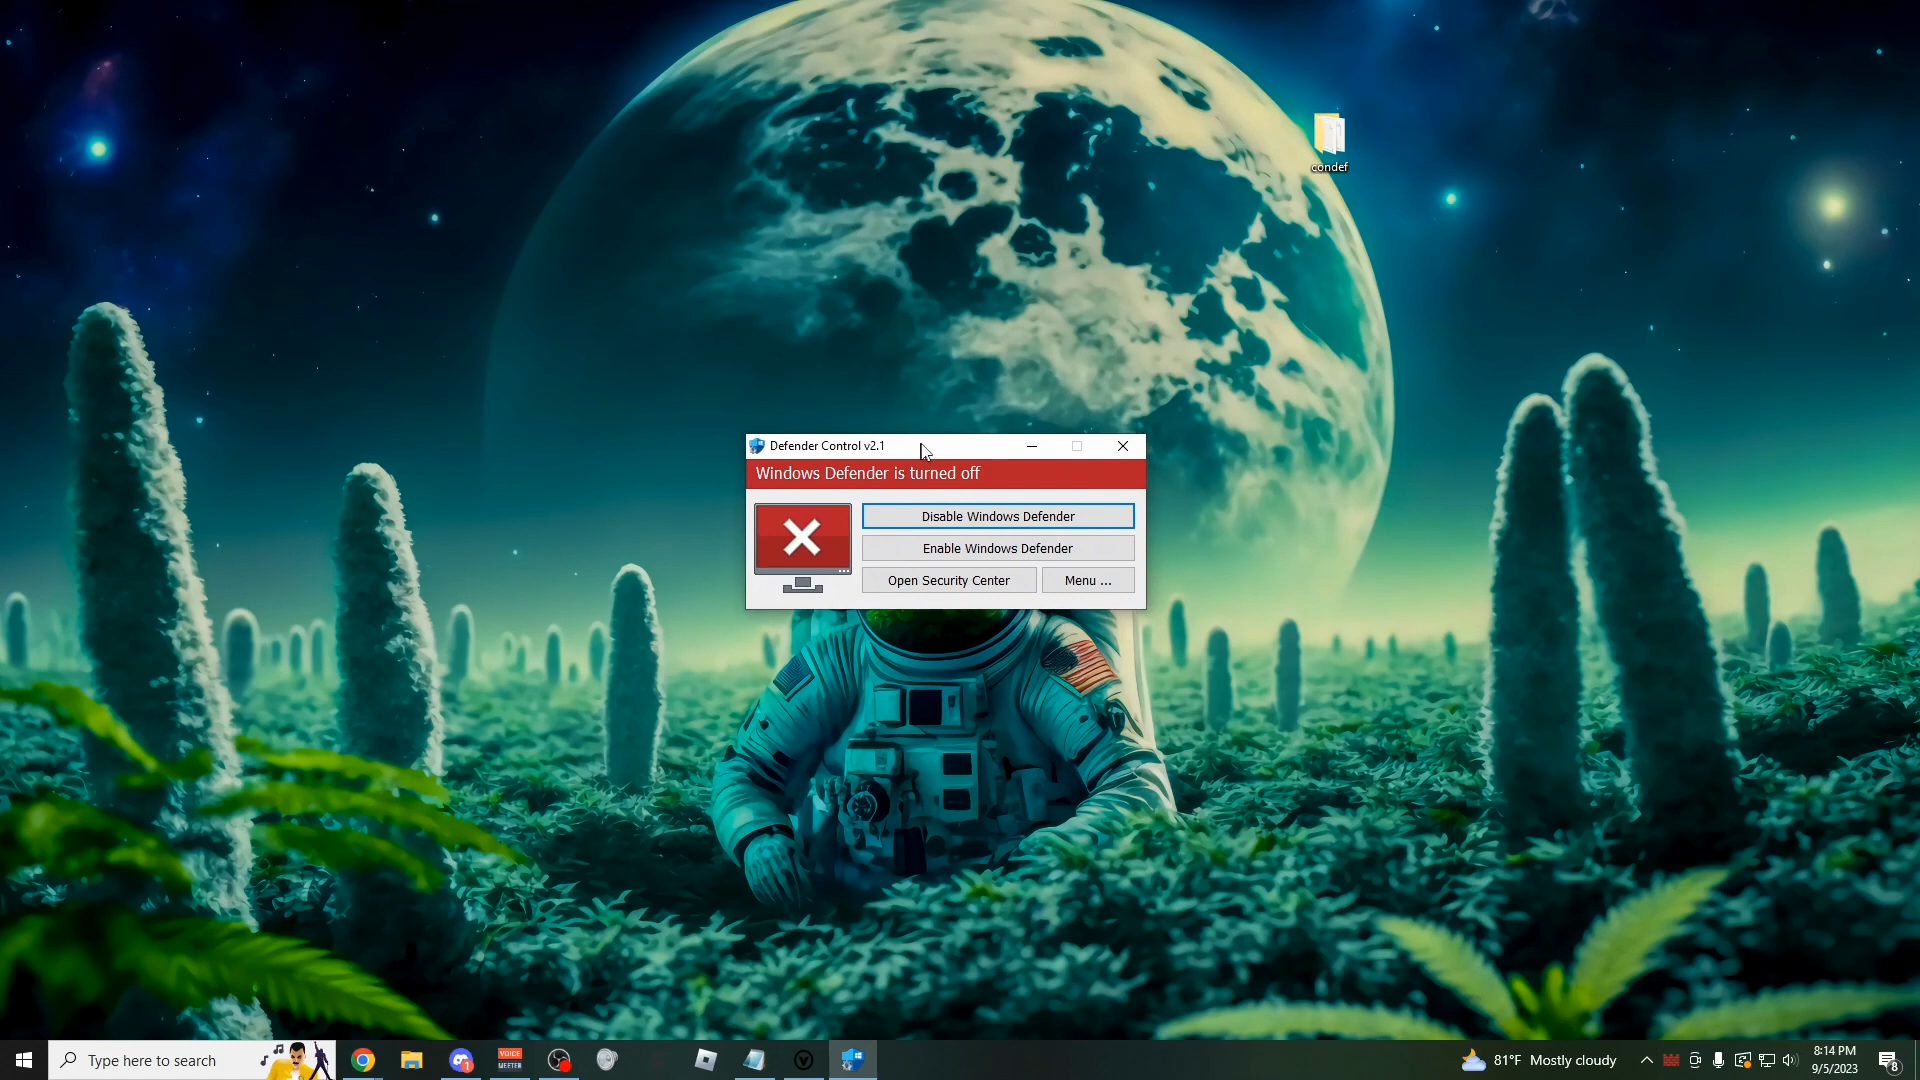 condef
Defender Control v2.1
Windows Defender is turned off
Disable Windows Defender
Enable Windows Defender
Open Security Center
Menu ...
Type here to search
VOICE
MEETER
1
81°F Mostly cloudy
8:14 PM
9/5/2023
8